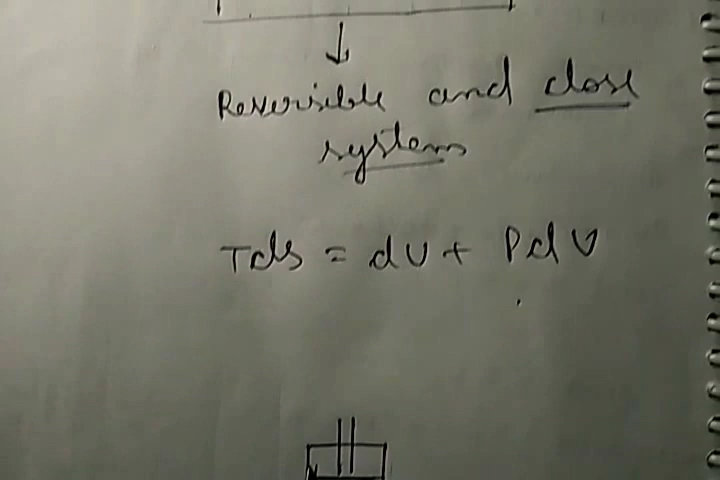 Reversible and close
system
Tds = dU + PdV